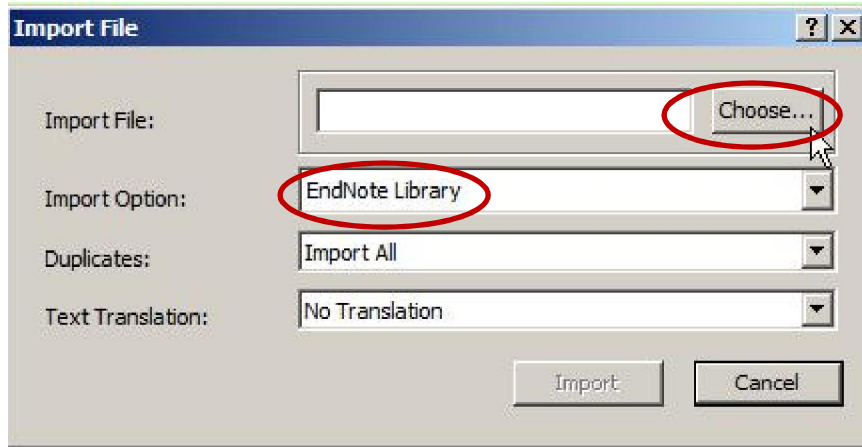 Import File
Import File: Choose...
Import Option: EndNote Library
Duplicates: Import All
Text Translation: No Translation
Import Cancel